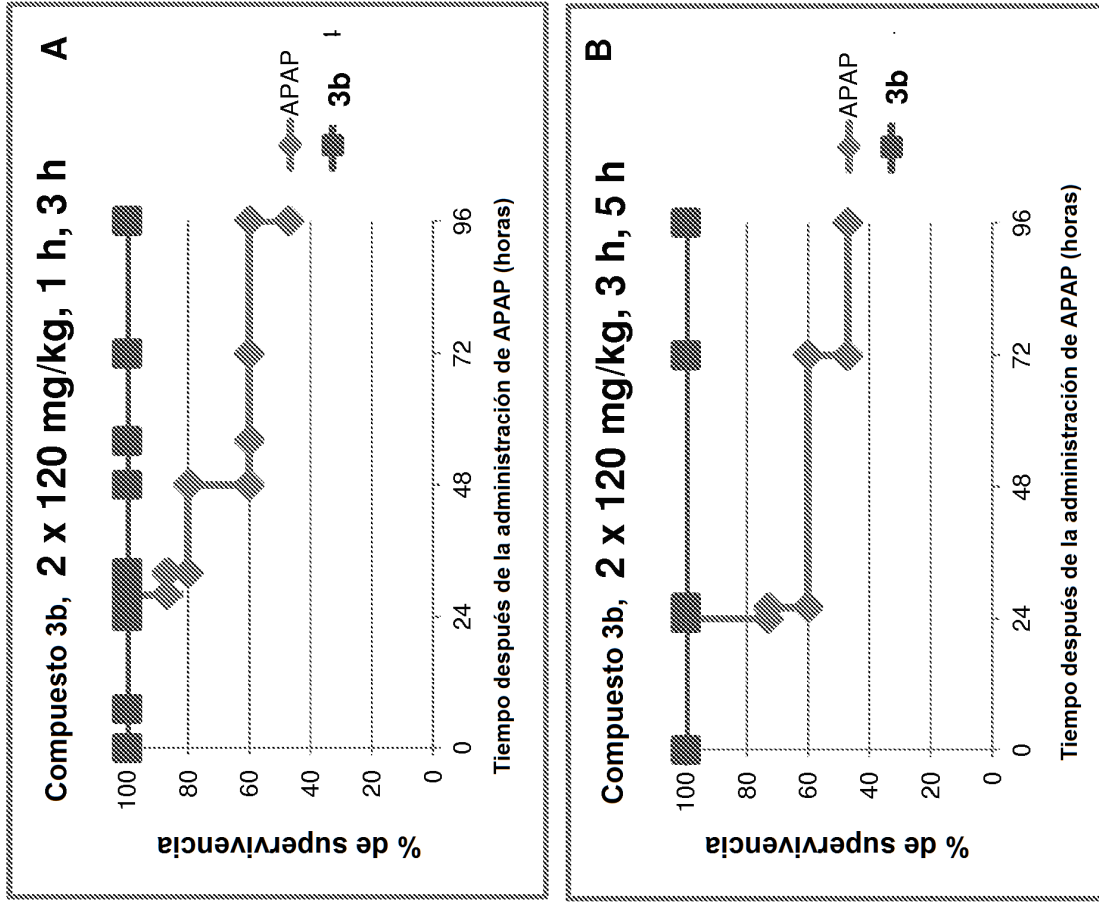 A
Compuesto 3b, 2 x 120 mg/kg, 1 h, 3 h
% de supervivencia
100
80
60
40
20
0
0
24
48
72
96
Tiempo después de la administración de APAP (horas)
APAP
3b
B
Compuesto 3b, 2 x 120 mg/kg, 3 h, 5 h
% de supervivencia
100
80
60
40
20
0
0
24
48
72
96
Tiempo después de la administración de APAP (horas)
APAP
3b